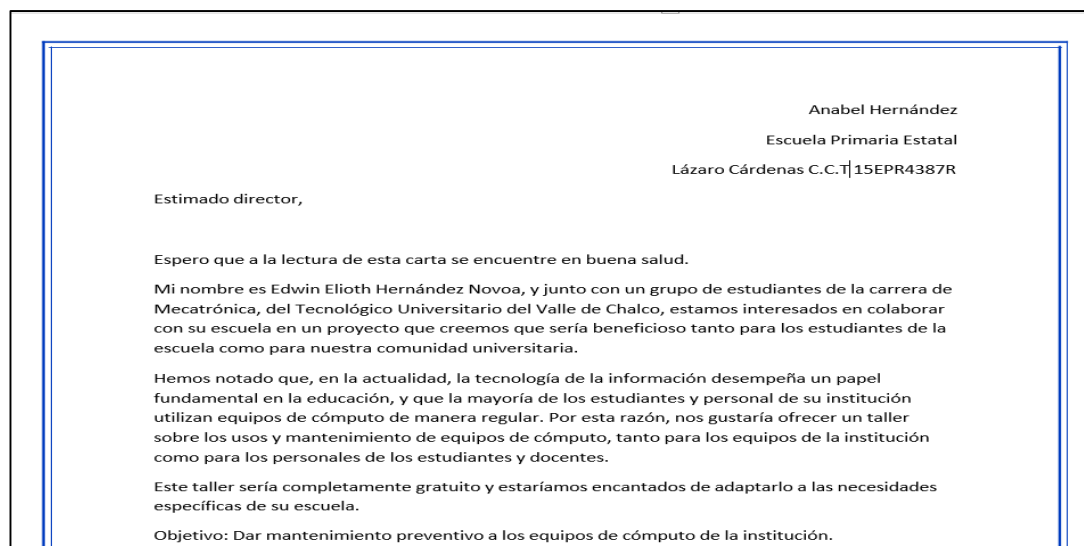 Anabel Hernández
Escuela Primaria Estatal
Lázaro Cárdenas C.C.T 15EPR4387R
Estimado director,
Espero que a la lectura de esta carta se encuentre en buena salud.
Mi nombre es Edwin Elioth Hernández Novoa, y junto con un grupo de estudiantes de la carrera de
Mecatrónica, del Tecnológico Universitario del Valle de Chalco, estamos interesados en colaborar
con su escuela en un proyecto que creemos que sería beneficioso tanto para los estudiantes de la
escuela como para nuestra comunidad universitaria.
Hemos notado que, en la actualidad, la tecnología de la información desempeña un papel
fundamental en la educación, y que la mayoría de los estudiantes y personal de su institución
utilizan equipos de cómputo de manera regular. Por esta razón, nos gustaría ofrecer un taller
sobre los usos y mantenimiento de equipos de cómputo, tanto para los equipos de la institución
como para los personales de los estudiantes y docentes.
Este taller sería completamente gratuito y estaríamos encantados de adaptarlo a las necesidades
específicas de su escuela.
Objetivo: Dar mantenimiento preventivo a los equipos de cómputo de la institución.